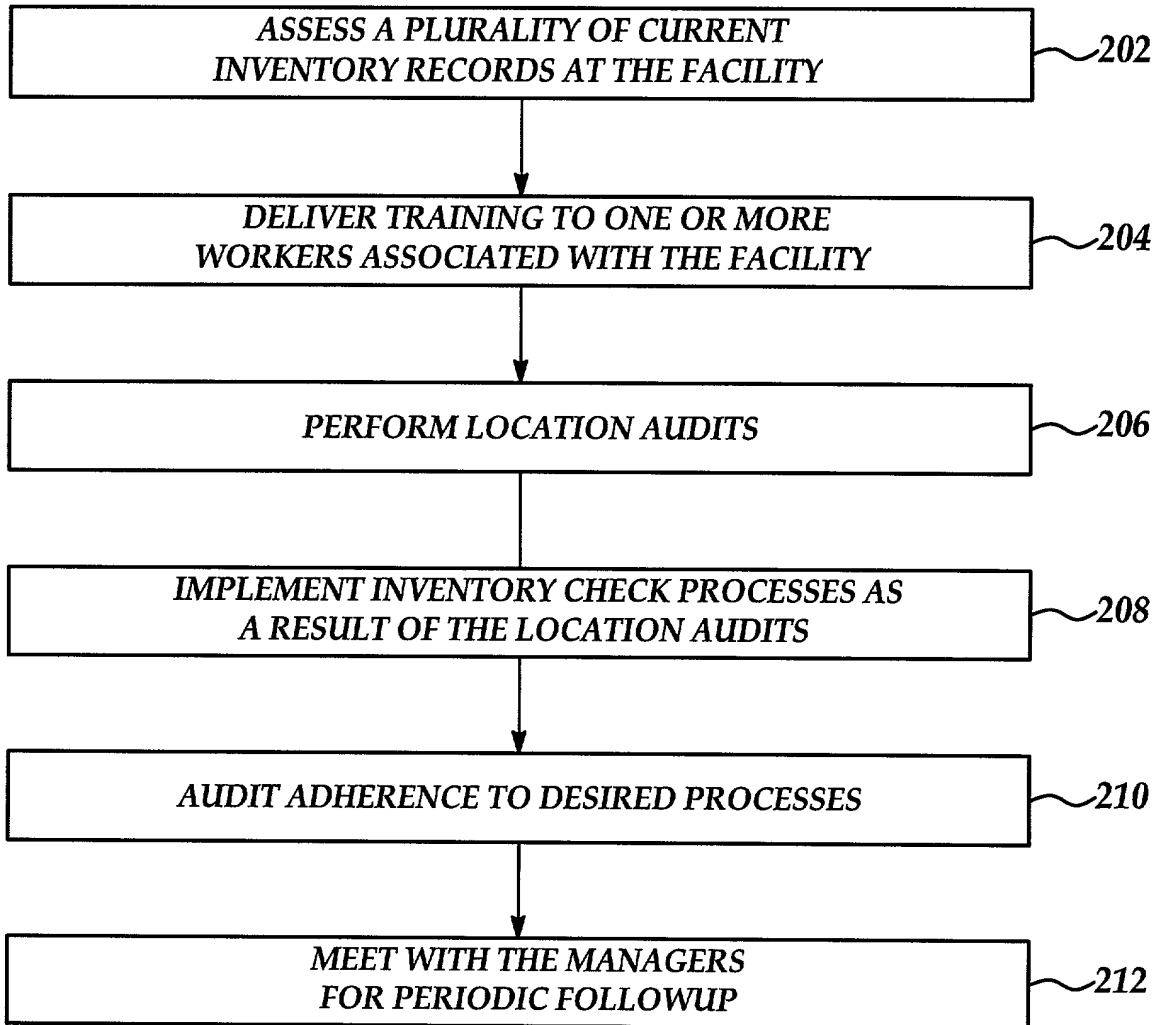 ASSESS A PLURALITY OF CURRENT
INVENTORY RECORDS AT THE FACILITY
202
DELIVER TRAINING TO ONE OR MORE
WORKERS ASSOCIATED WITH THE FACILITY
204
PERFORM LOCATION AUDITS
206
IMPLEMENT INVENTORY CHECK PROCESSES AS
A RESULT OF THE LOCATION AUDITS
208
AUDIT ADHERENCE TO DESIRED PROCESSES
210
MEET WITH THE MANAGERS
FOR PERIODIC FOLLOWUP
212